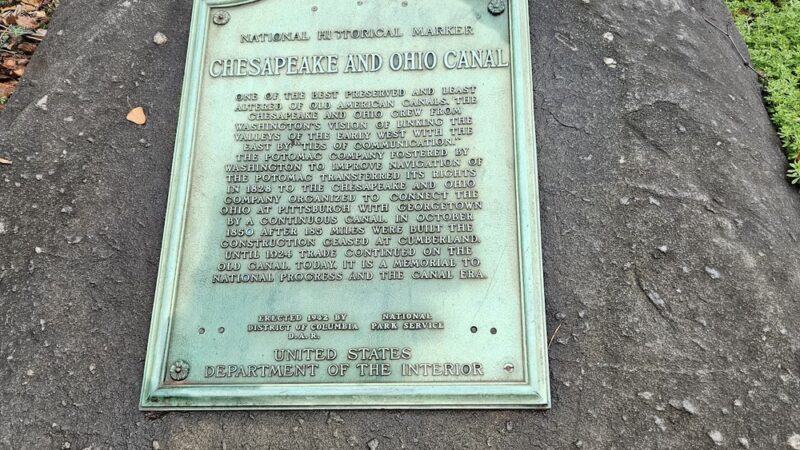 NATIONAL HISTORICAL MARKER
CHESAPEAKE AND OHIO CANAL
ONE OF THE BEST PRESERVED AND LEAST
ALTERED OF OLD AMERICAN CANALS, THE
CHESAPEAKE AND OHIO GREW FROM
WASHINGTON'S VISION OF LINKING THE
VALLEYS OF THE EARLY WEST WITH THE
EAST BY "TIES OF COMMUNICATION."
THE POTOMAC COMPANY FOSTERED BY
WASHINGTON TO IMPROVE NAVIGATION OF
THE POTOMAC TRANSFERRED ITS RIGHTS
IN 1828 TO THE CHESAPEAKE AND OHIO
COMPANY ORGANIZED TO CONNECT THE
OHIO AT PITTSBURGH WITH GEORGETOWN
BY A CONTINUOUS CANAL. IN OCTOBER
1850 AFTER 185 MILES WERE BUILT THE
CONSTRUCTION CEASED AT CUMBERLAND.
UNTIL 1924 TRADE CONTINUED ON THE
OLD CANAL. TODAY, IT IS A MEMORIAL TO
NATIONAL PROGRESS AND THE CANAL ERA.
ERECTED 1962 BY NATIONAL
DISTRICT OF COLUMBIA PARK SERVICE
D.A.R.
UNITED STATES
DEPARTMENT OF THE INTERIOR